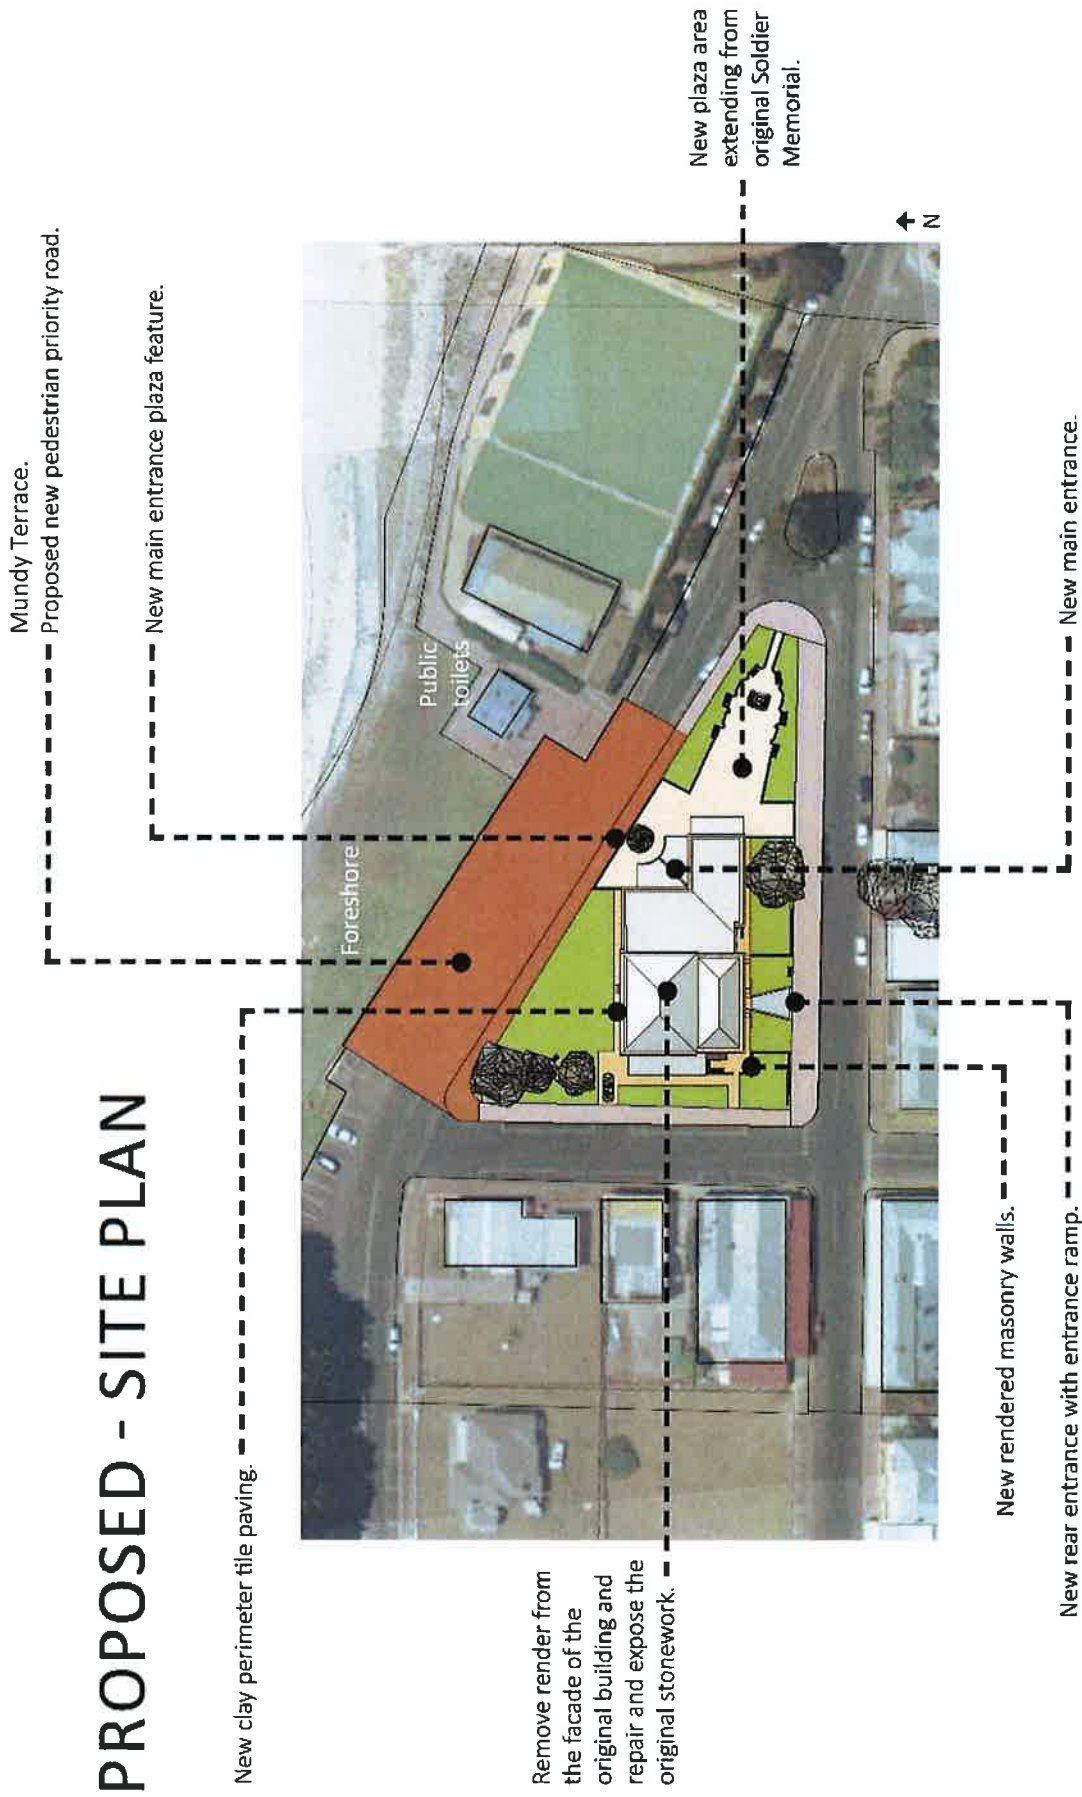 PROPOSED - SITE PLAN
Mundy Terrace.
Proposed new pedestrian priority road.
New main entrance plaza feature.
New clay perimeter tile paving.
Foreshore
Public
toilets
Remove render from
the facade of the
original building and
repair and expose the
original stonework.
New plaza area
extending from
original Soldier
Memorial.
N
New rendered masonry walls.
New rear entrance with entrance ramp.
New main entrance.